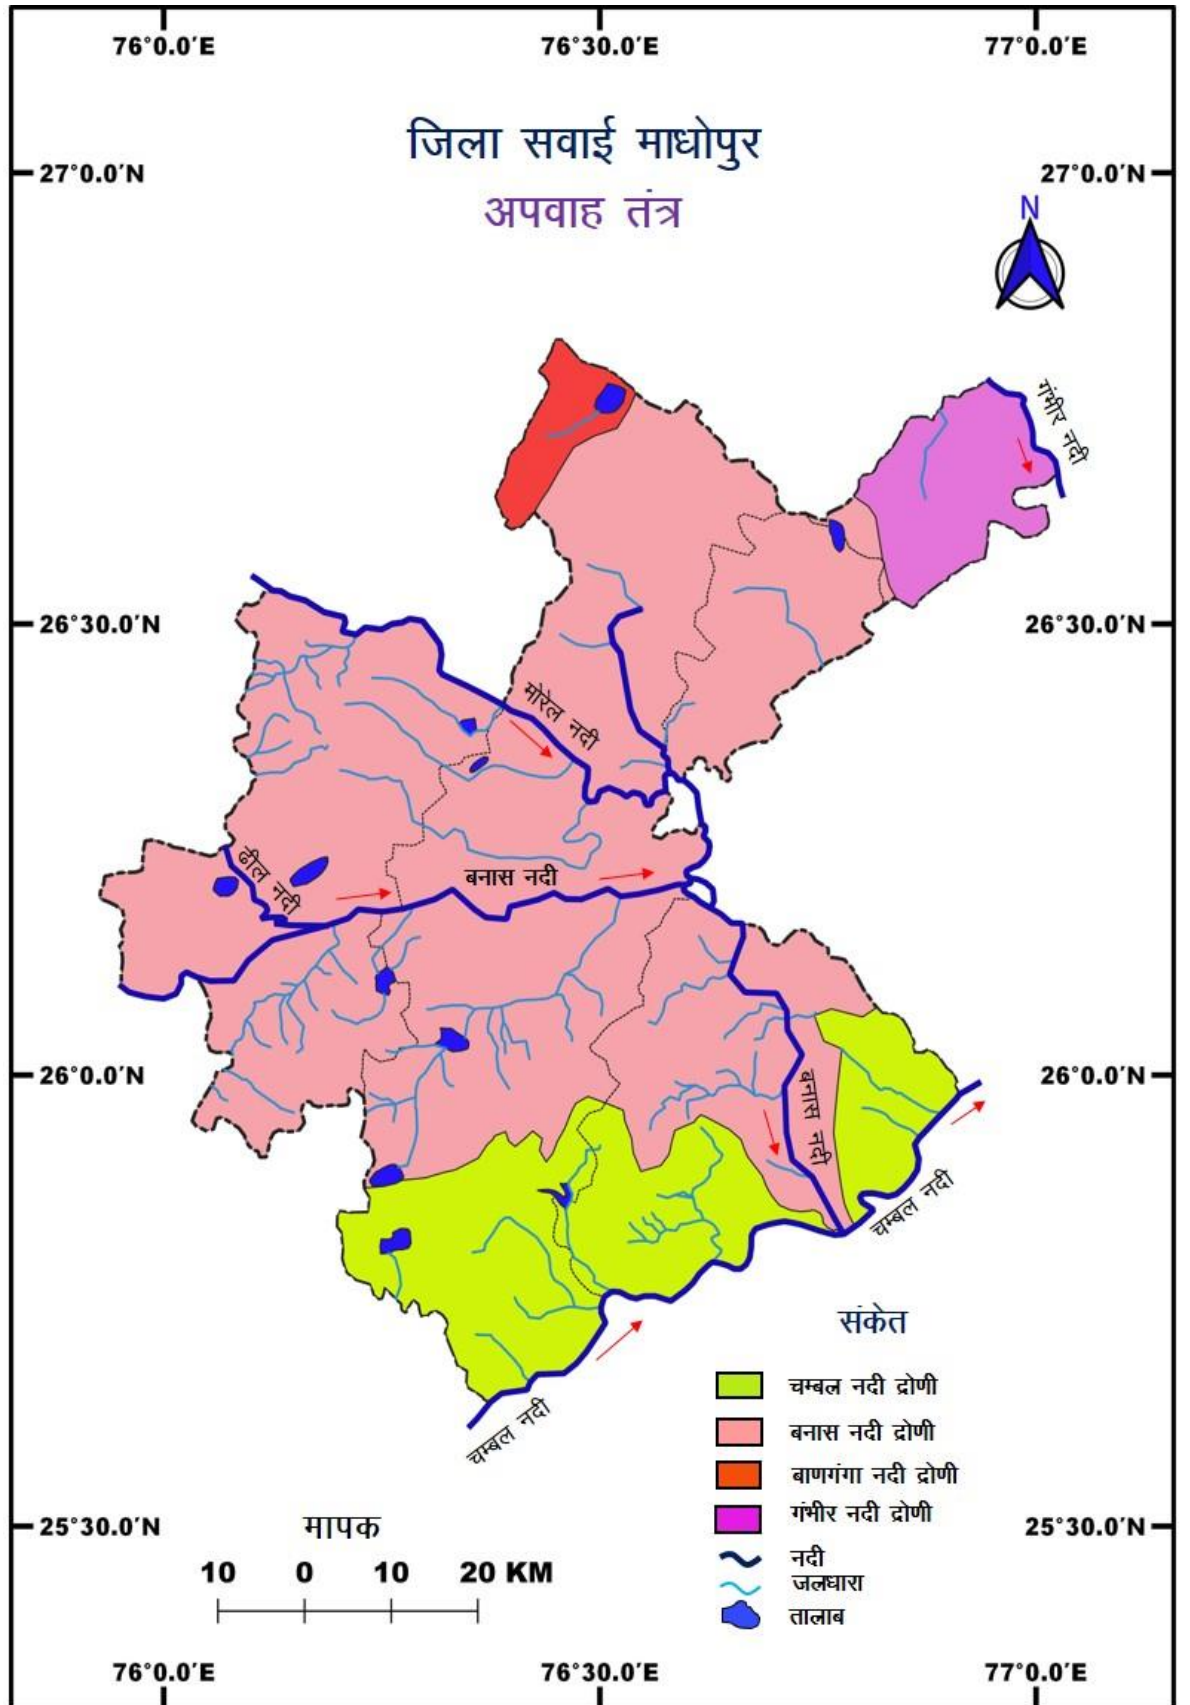 76°0.0'E 76°30.0'E 77°0.0'E
जिला सवाई माधोपुर
27°0.0'N 27°0.0'N
अपवाह तंत्र
N
गंभीर नदी
26°30.0'N 26°30.0'N
मोरेल नदी
ढील नदी
बनास नदी
26°0.0'N 26°0.0'N
बनास नदी
चम्बल नदी
चम्बल नदी
संकेत
चम्बल नदी द्रोणी
बनास नदी द्रोणी
बाणगंगा नदी द्रोणी
गंभीर नदी द्रोणी
25°30.0'N 25°30.0'N
नदी
जलधारा
तालाब
मापक
10 0 10 20 KM
76°0.0'E 76°30.0'E 77°0.0'E